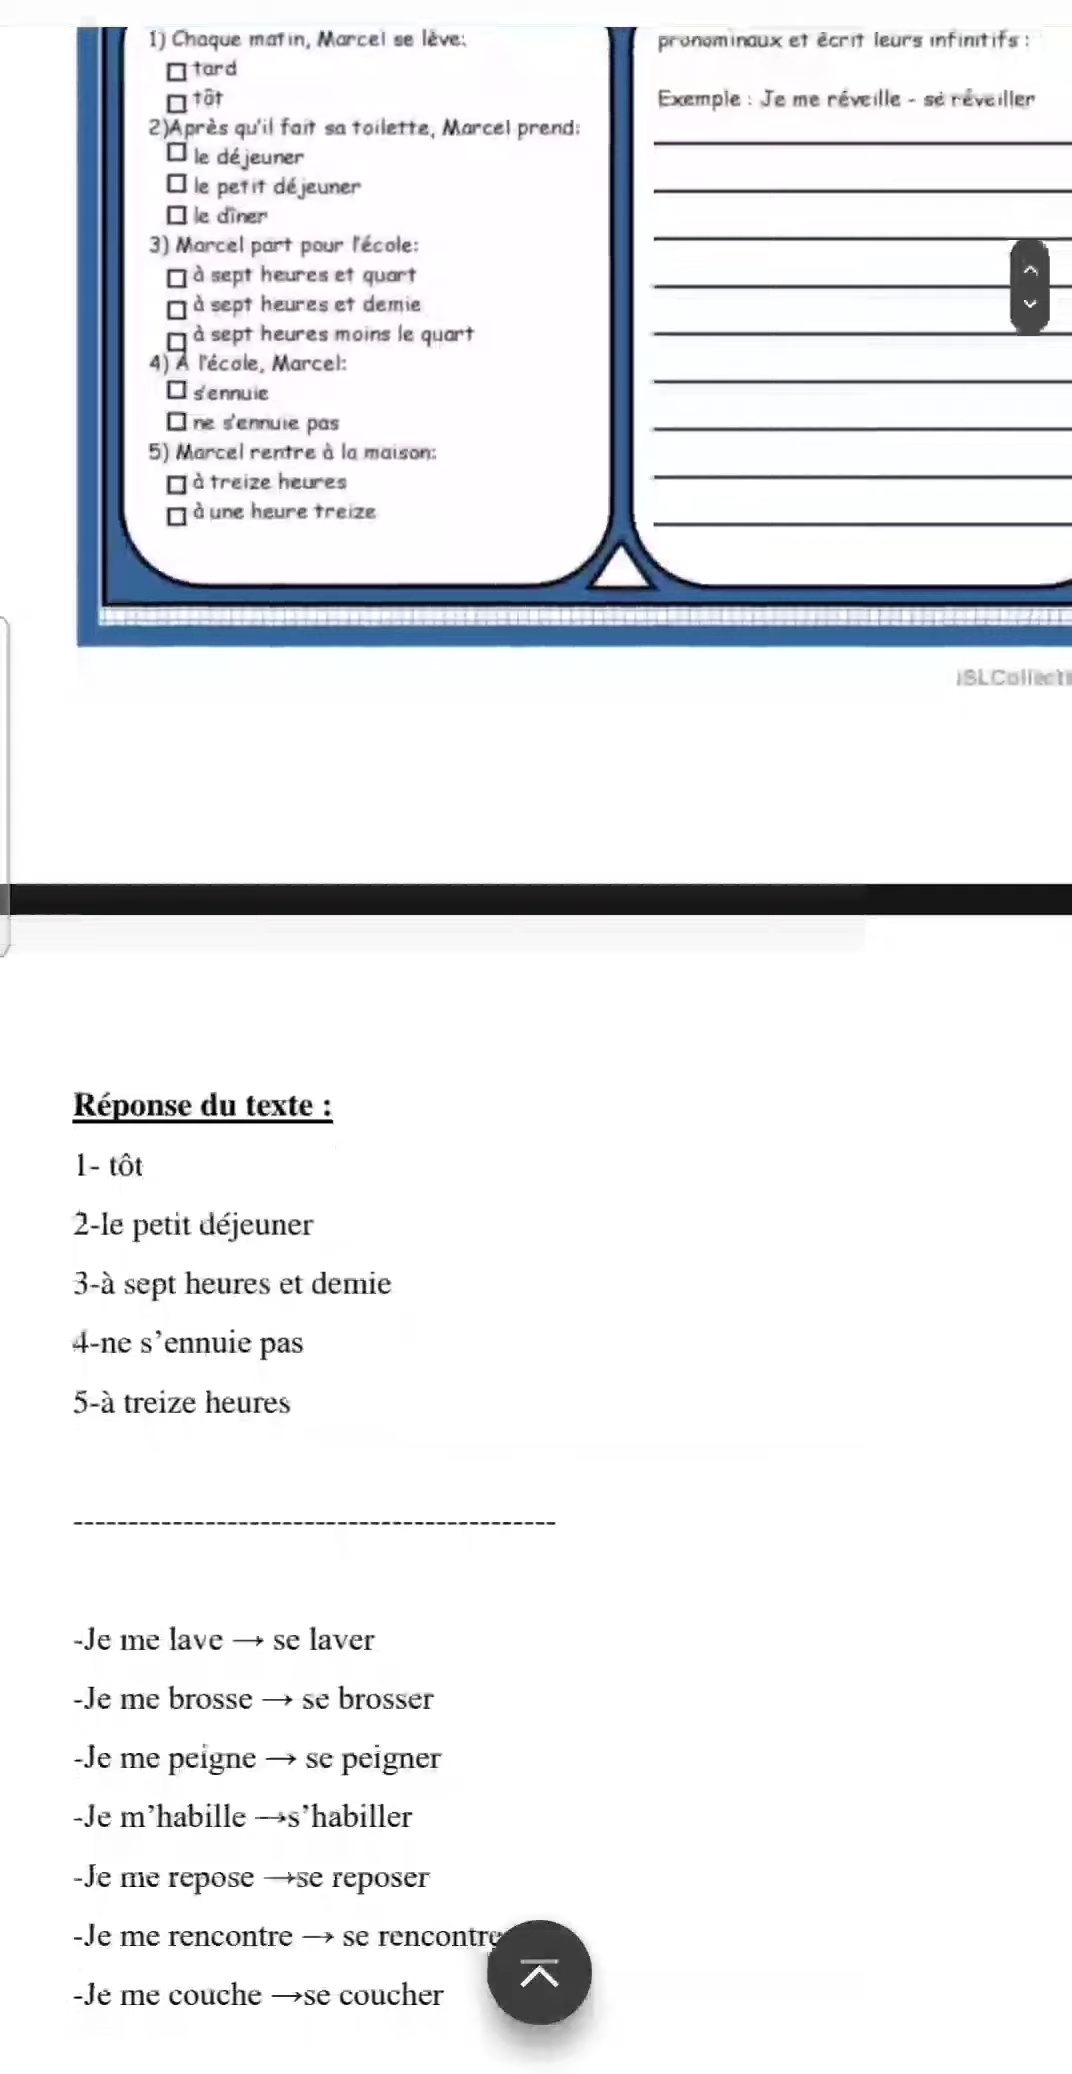 1) Chaque matin, Marcel se lève:
tard
tôt
2)Après qu'il fait sa toilette, Marcel prend:
le déjeuner
le petit déjeuner
le dîner
3) Marcel part pour l'école:
à sept heures et quart
à sept heures et demie
à sept heures moins le quart
4) À l'école, Marcel:
s'ennuie
ne s'ennuie pas
5) Marcel rentre à la maison:
à treize heures
à une heure treize
pronominaux et écrit leurs infinitifs :
Exemple : Je me réveille - se réveiller
iSLCollecti
Réponse du texte :
1- tôt
2-le petit déjeuner
3-à sept heures et demie
4-ne s’ennuie pas
5-à treize heures
--------------------------------------------
-Je me lave → se laver
-Je me brosse → se brosser
-Je me peigne → se peigner
-Je m’habille →s’habiller
-Je me repose →se reposer
-Je me rencontre → se rencontre
-Je me couche →se coucher